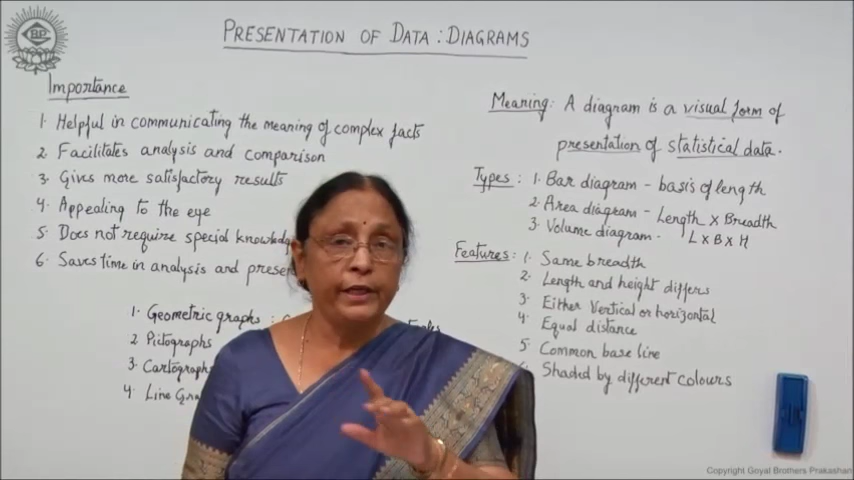 PRESENTATION OF DATA : DIAGRAMS
BPL
Importance
1. Helpful in communicating the meaning of complex facts
2. Facilitates analysis and comparison
3. Gives more satisfactory results
4. Appealing to the eye
5. Does not require special
6. Saves time in analysis and
1. Geometric graphs :
2 Pictographs
3. 
4. Line
Meaning: A diagram is a visual form of
presentation of statistical data.
Types : 1. Bar diagram - basis of length
2. Area diagram - Length x Breadth
3. Volume diagram - L x B x H
Features: 1. Same breadth
2. Length and height differs
3. Either Vertical or horizontal
4. Equal distance
5. Common base line
Shaded by different colours
Copyright Goyal Brothers Prakashan